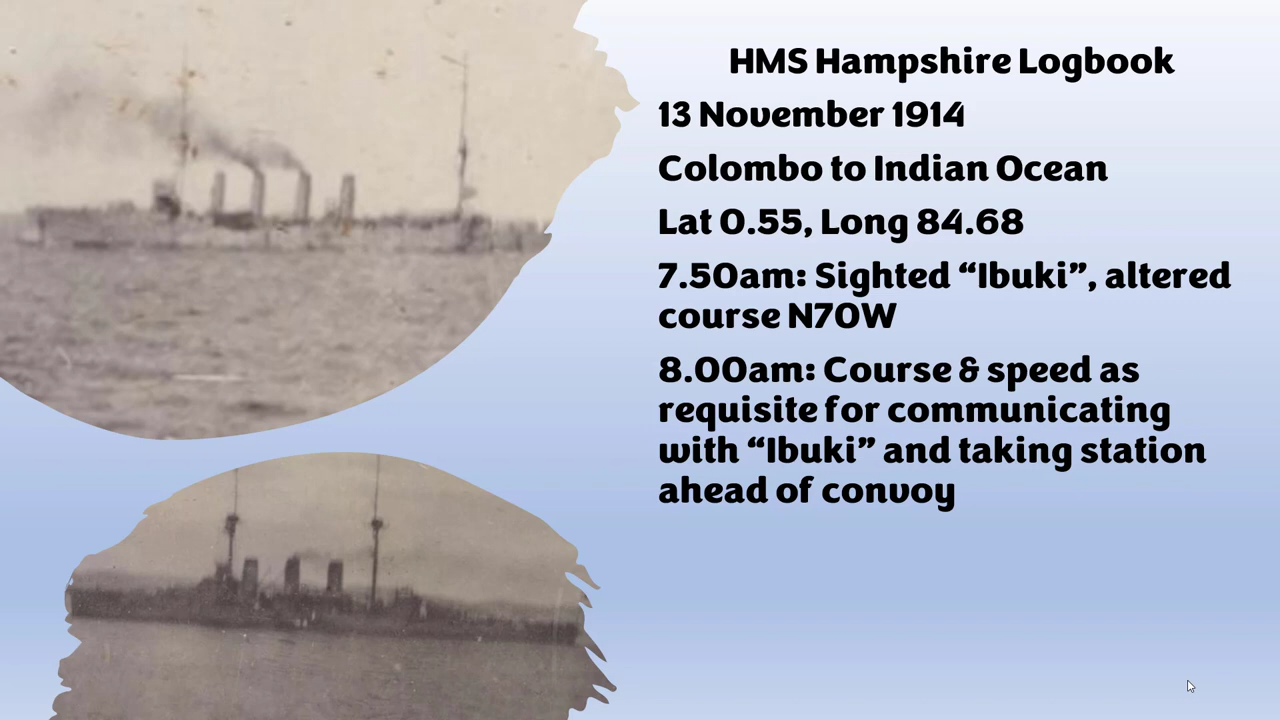 HMS Hampshire Logbook
13 November 1914
Colombo to Indian Ocean
Lat 0.55, Long 84.68
7.50am: Sighted “Ibuki”, altered
course N70W
8.00am: Course & speed as
requisite for communicating
with “Ibuki” and taking station
ahead of convoy